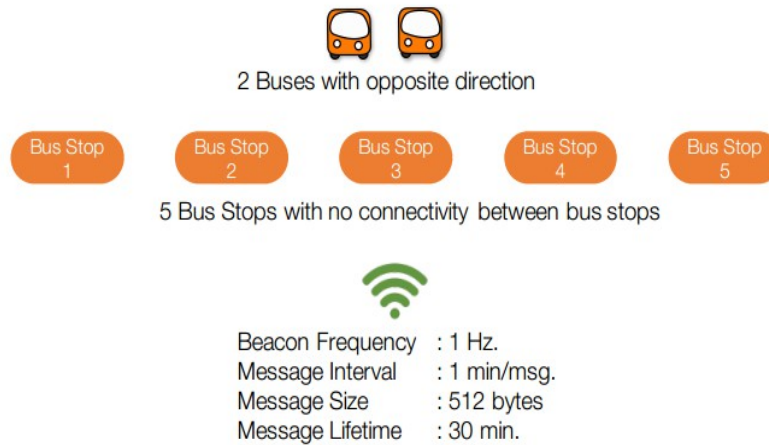 2 Buses with opposite direction
Bus Stop Bus Stop Bus Stop Bus Stop Bus Stop
1 2 3 4 5
5 Bus Stops with no connectivity between bus stops
Beacon Frequency : 1 Hz.
Message Interval : 1 min/msg.
Message Size : 512 bytes
Message Lifetime : 30 min.